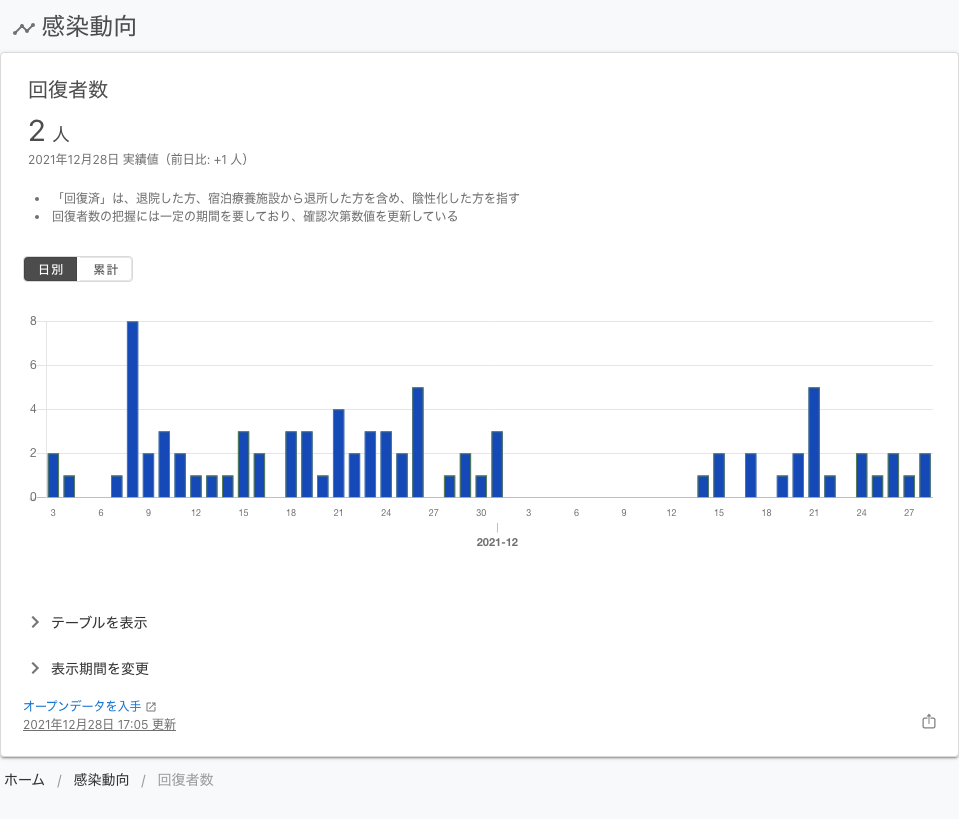 感染動向
回復者数
2 人
2021年12月28日 実績値（前日比: +1 人）
• 「回復済」は、退院した方、宿泊療養施設から退所した方を含め、陰性化した方を指す
• 回復者数の把握には一定の期間を要しており、確認次第数値を更新している
日別 累計
8
6
4
2
0
3 6 9 12 15 18 21 24 27 30 3 6 9 12 15 18 21 24 27
2021-12
テーブルを表示
表示期間を変更
オープンデータを入手
2021年12月28日 17:05 更新
ホーム / 感染動向 / 回復者数